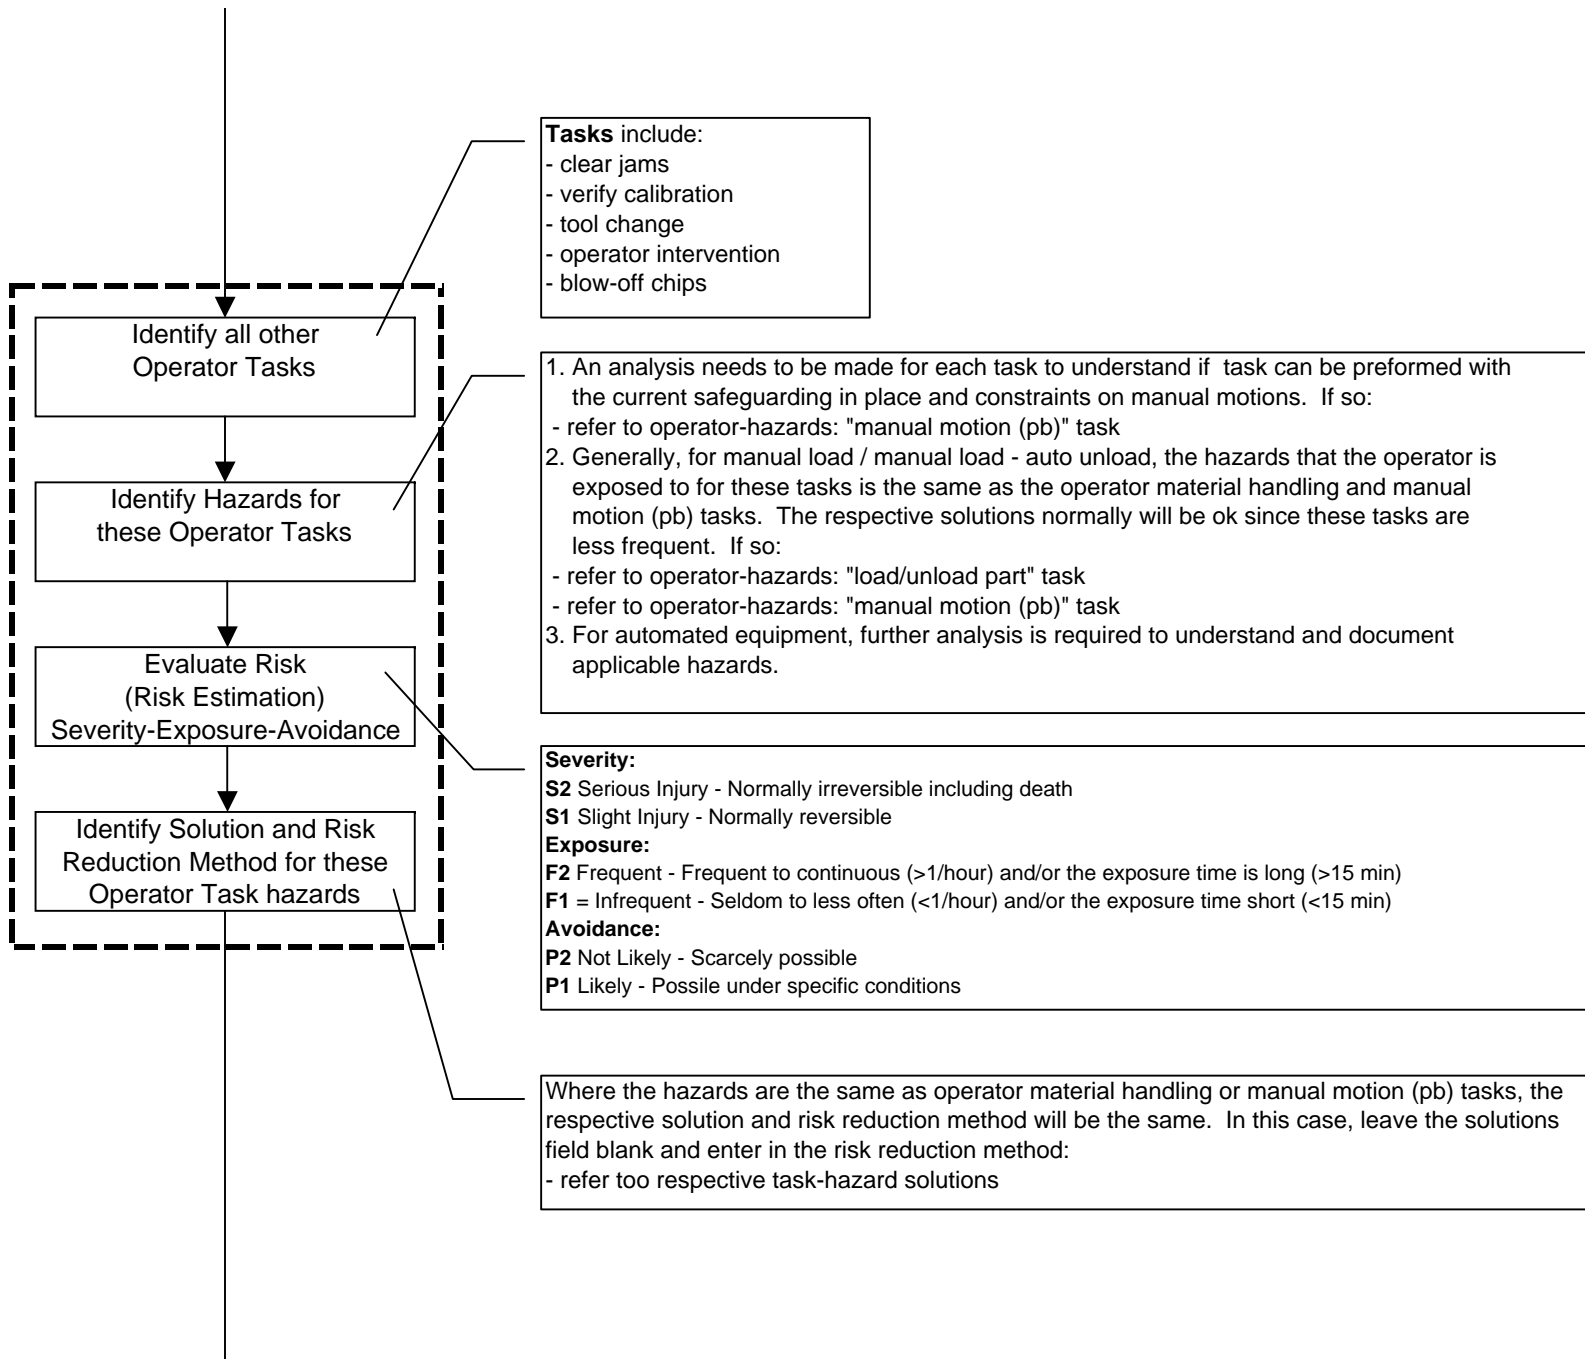 Tasks include:
- clear jams
- verify calibration
- tool change
- operator intervention
- blow-off chips
Identify all other
Operator Tasks
1. An analysis needs to be made for each task to understand if  task can be preformed with
the current safeguarding in place and constraints on manual motions.  If so:
- refer to operator-hazards: "manual motion (pb)" task
2. Generally, for manual load / manual load - auto unload, the hazards that the operator is
exposed to for these tasks is the same as the operator material handling and manual
motion (pb) tasks.  The respective solutions normally will be ok since these tasks are
less frequent.  If so:
- refer to operator-hazards: "load/unload part" task
- refer to operator-hazards: "manual motion (pb)" task
3. For automated equipment, further analysis is required to understand and document
applicable hazards.
Identify Hazards for
these Operator Tasks
Evaluate Risk
(Risk Estimation)
Severity-Exposure-Avoidance
Severity:
S2 Serious Injury - Normally irreversible including death
S1 Slight Injury - Normally reversible
Exposure:
F2 Frequent - Frequent to continuous (>1/hour) and/or the exposure time is long (>15 min)
F1 = Infrequent - Seldom to less often (<1/hour) and/or the exposure time short (<15 min)
Avoidance:
P2 Not Likely - Scarcely possible
P1 Likely - Possile under specific conditions
Identify Solution and Risk
Reduction Method for these
Operator Task hazards
Where the hazards are the same as operator material handling or manual motion (pb) tasks, the
respective solution and risk reduction method will be the same.  In this case, leave the solutions
field blank and enter in the risk reduction method:
- refer too respective task-hazard solutions